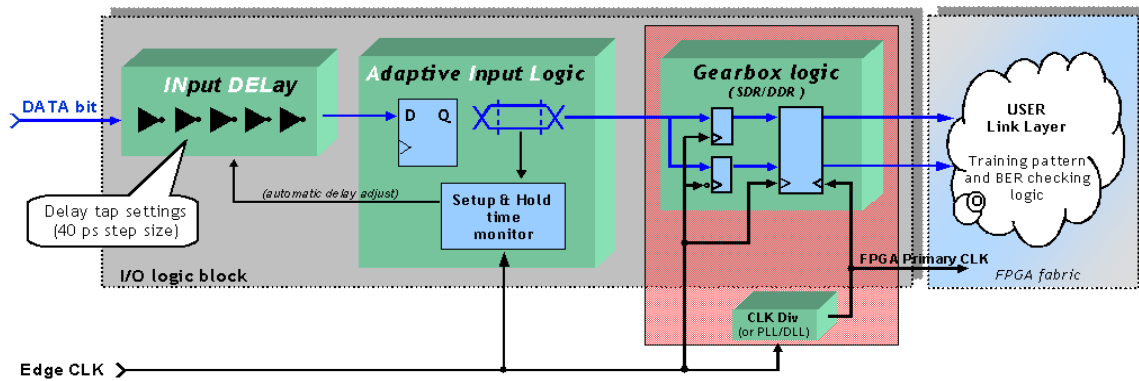 INput DELay
Adaptive Input Logic
Gearbox logic
(SDR/DDR)
DATA bit
D Q
USER
Link Layer
Training pattern
and BER checking
logic
(automatic delay adjust)
Setup & Hold
time
monitor
Delay tap settings
(40 ps step size)
I/O logic block
FPGA Primary CLK
FPGA fabric
CLK Div
(or PLL/DLL)
Edge CLK